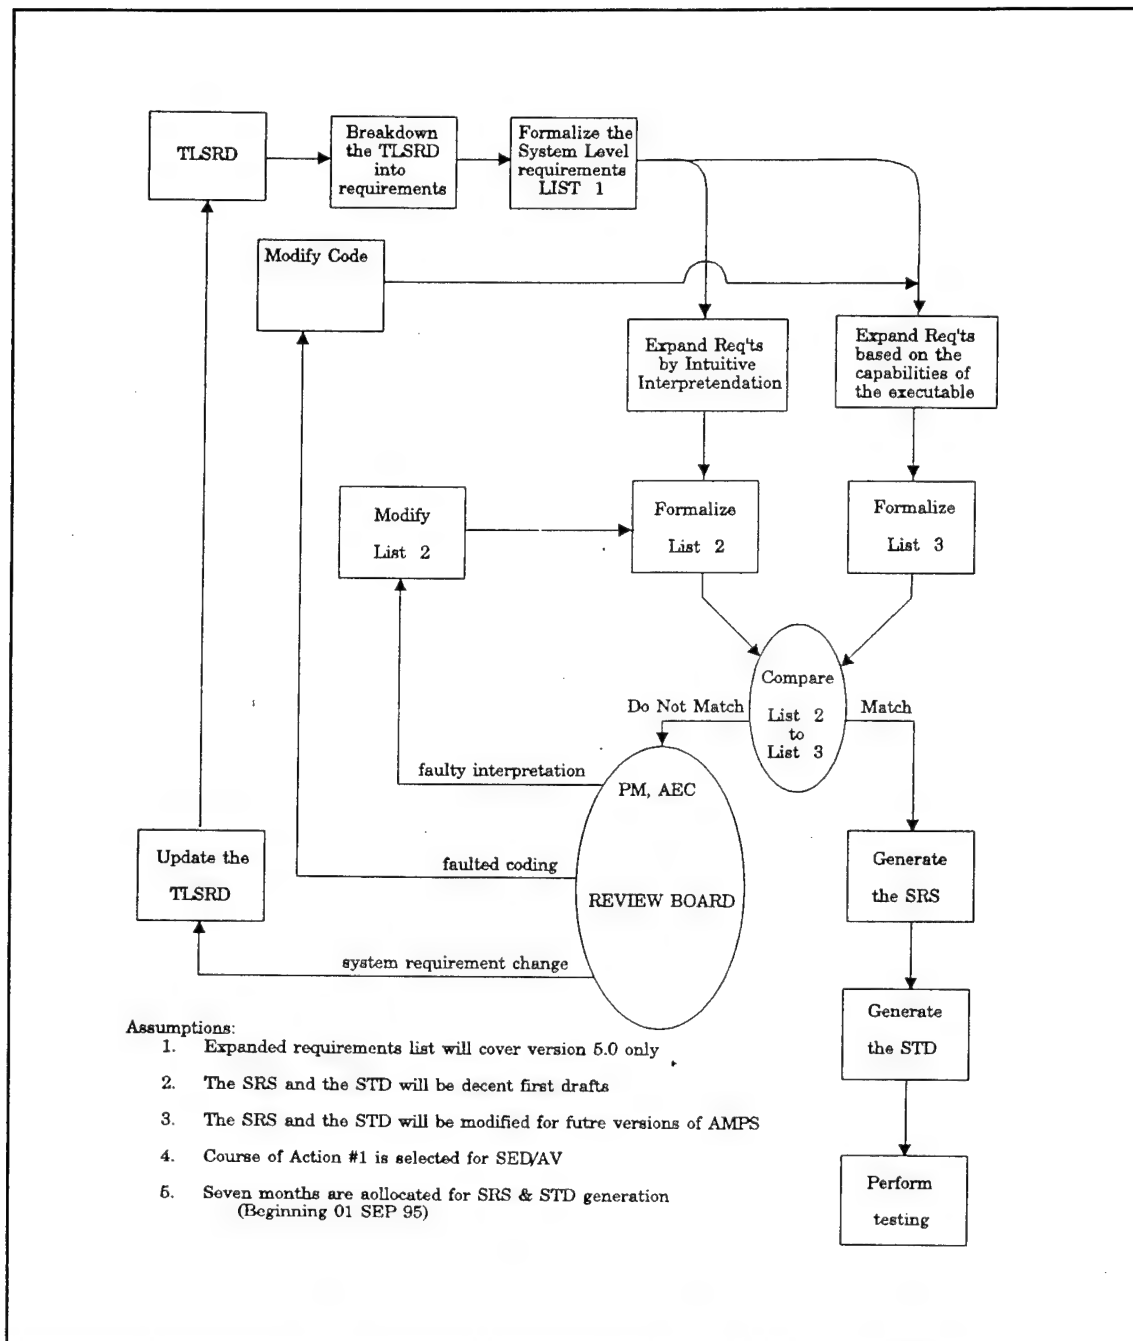 TLSRD
Breakdown
the TLSRD
into
requirements
Formalize the
System Level
requirements
LIST 1
Modify Code
Expand Req'ts
by Intuitive
Interpretendation
Expand Req'ts
based on the
capabilities of
the executable
Modify
List 2
Formalize
List 2
Formalize
List 3
Compare
List 2
to
List 3
Do Not Match
Match
faulty interpretation
PM, AEC
Update the
TLSRD
faulted coding
REVIEW BOARD
Generate
the SRS
system requirement change
Generate
the STD
Assumptions:
1. Expanded requirements list will cover version 5.0 only
2. The SRS and the STD will be decent first drafts
3. The SRS and the STD will be modified for futre versions of AMPS
4. Course of Action #1 is selected for SED/AV
5. Seven months are aollocated for SRS & STD generation
(Beginning 01 SEP 95)
Perform
testing